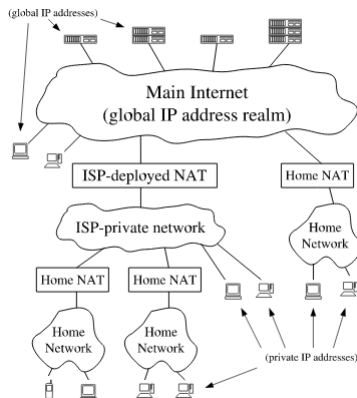 (global IP addresses)
Main Internet
(global IP address realm)
ISP-deployed NAT
Home NAT
ISP-private network
Home
Network
Home NAT
Home NAT
Home
Network
Home
Network
(private IP addresses)